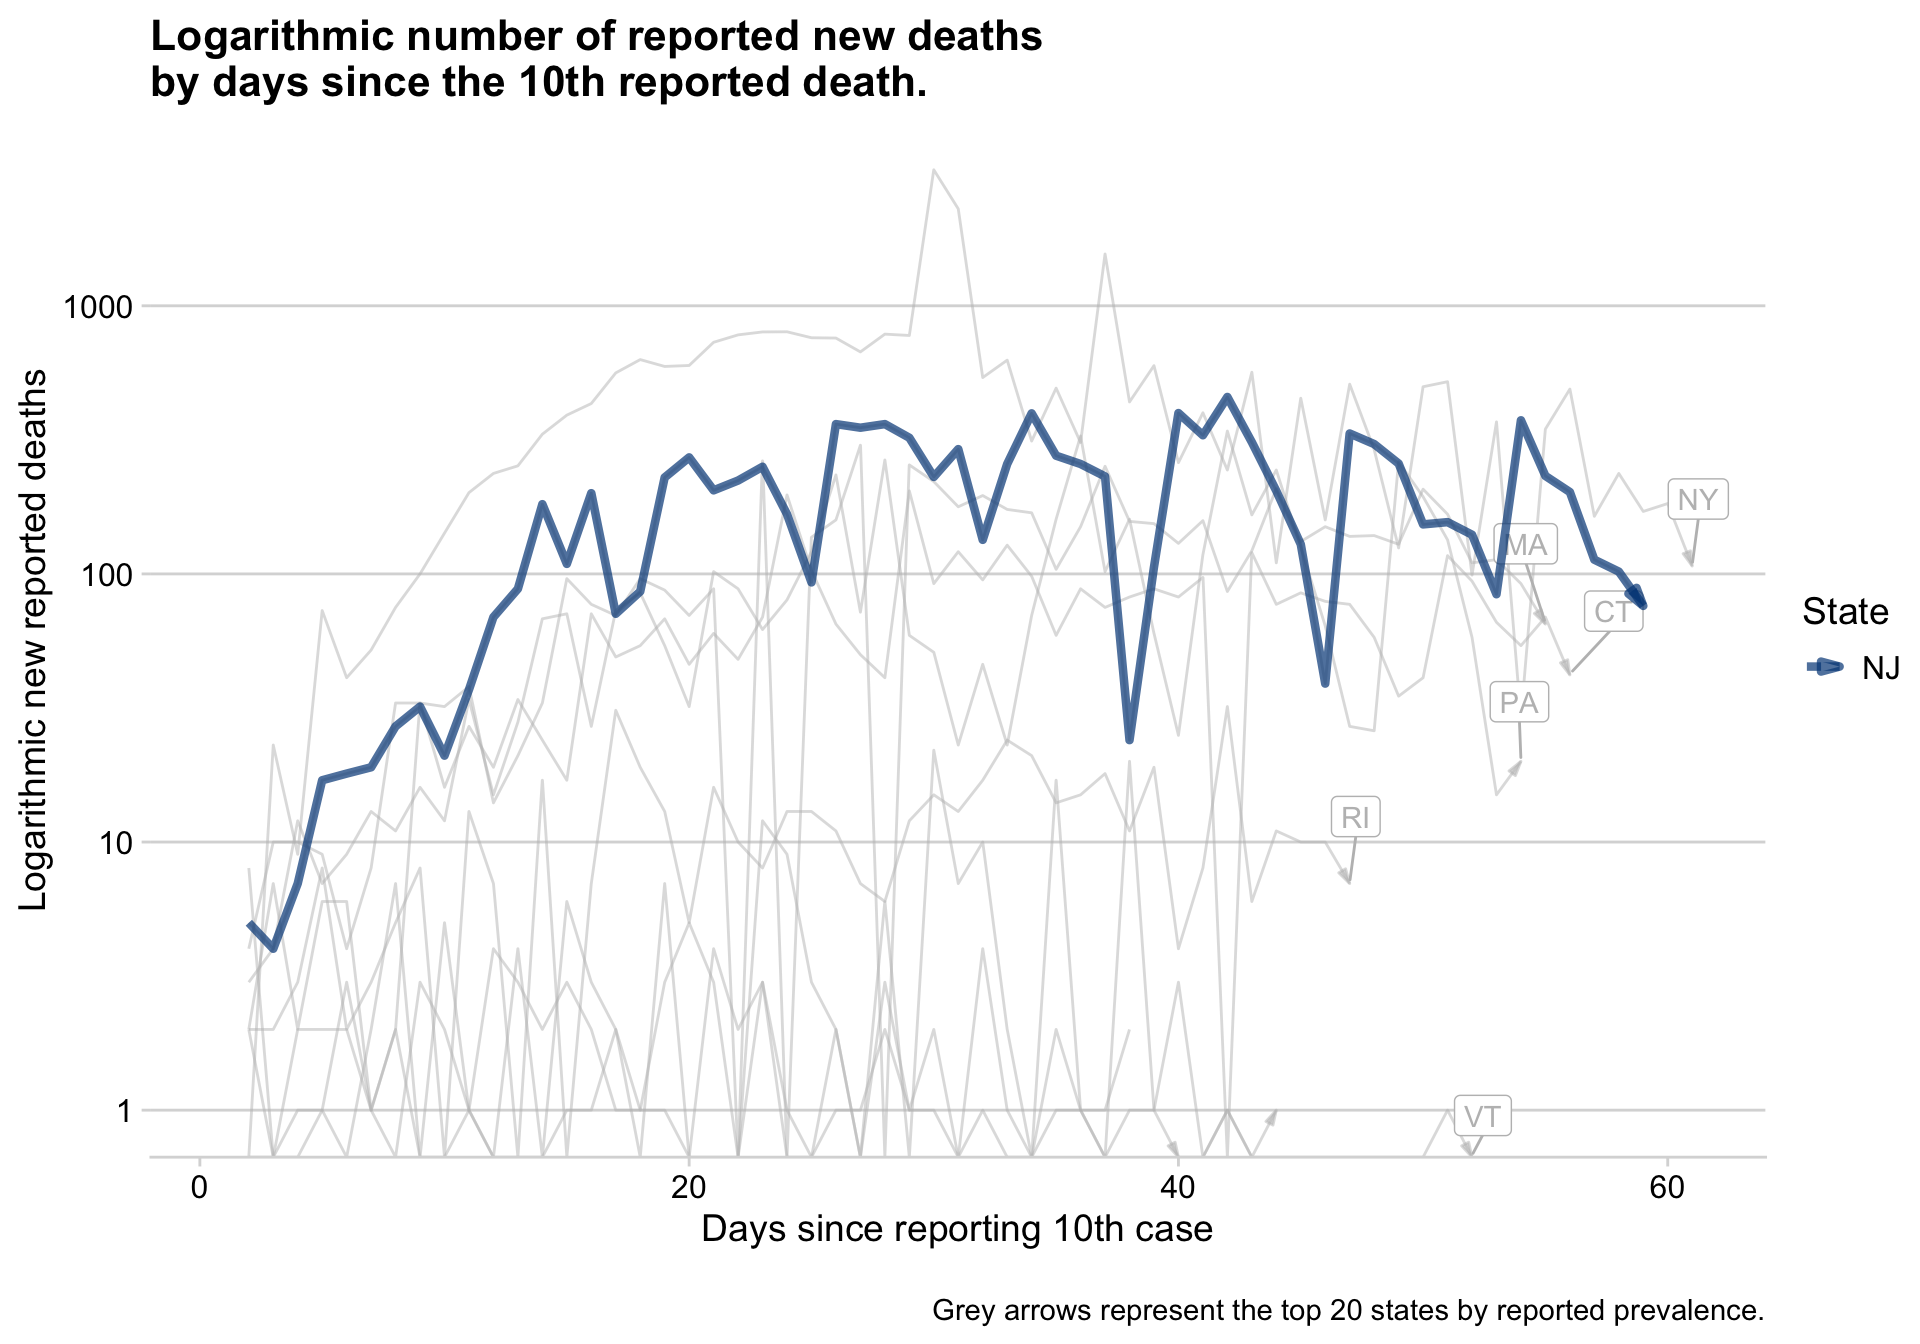 Logarithmic number of reported new deaths
by days since the 10th reported death.
Logarithmic new reported deaths
1000
100
10
1
NY
MA
CT
PA
RI
VT
State
NJ
0 20 40 60
Days since reporting 10th case
Grey arrows represent the top 20 states by reported prevalence.